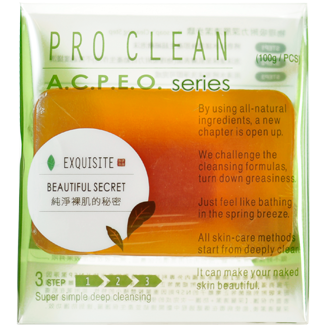 PRO CLEAN
(100g / PCS)
A.C.P.E.O. series
By using all-natural
ingredients, a new
chapter is open up.
We challenge the
cleansing formulas,
turn down greasiness.
Just feel like bathing
in the spring breeze.
All skin-care methods
start from deeply clean.
It can make your naked
skin beautiful.
EXQUISITE
BEAUTIFUL SECRET
純淨裸肌的秘密
3 STEP
1 2 3
Super simple deep cleansing.